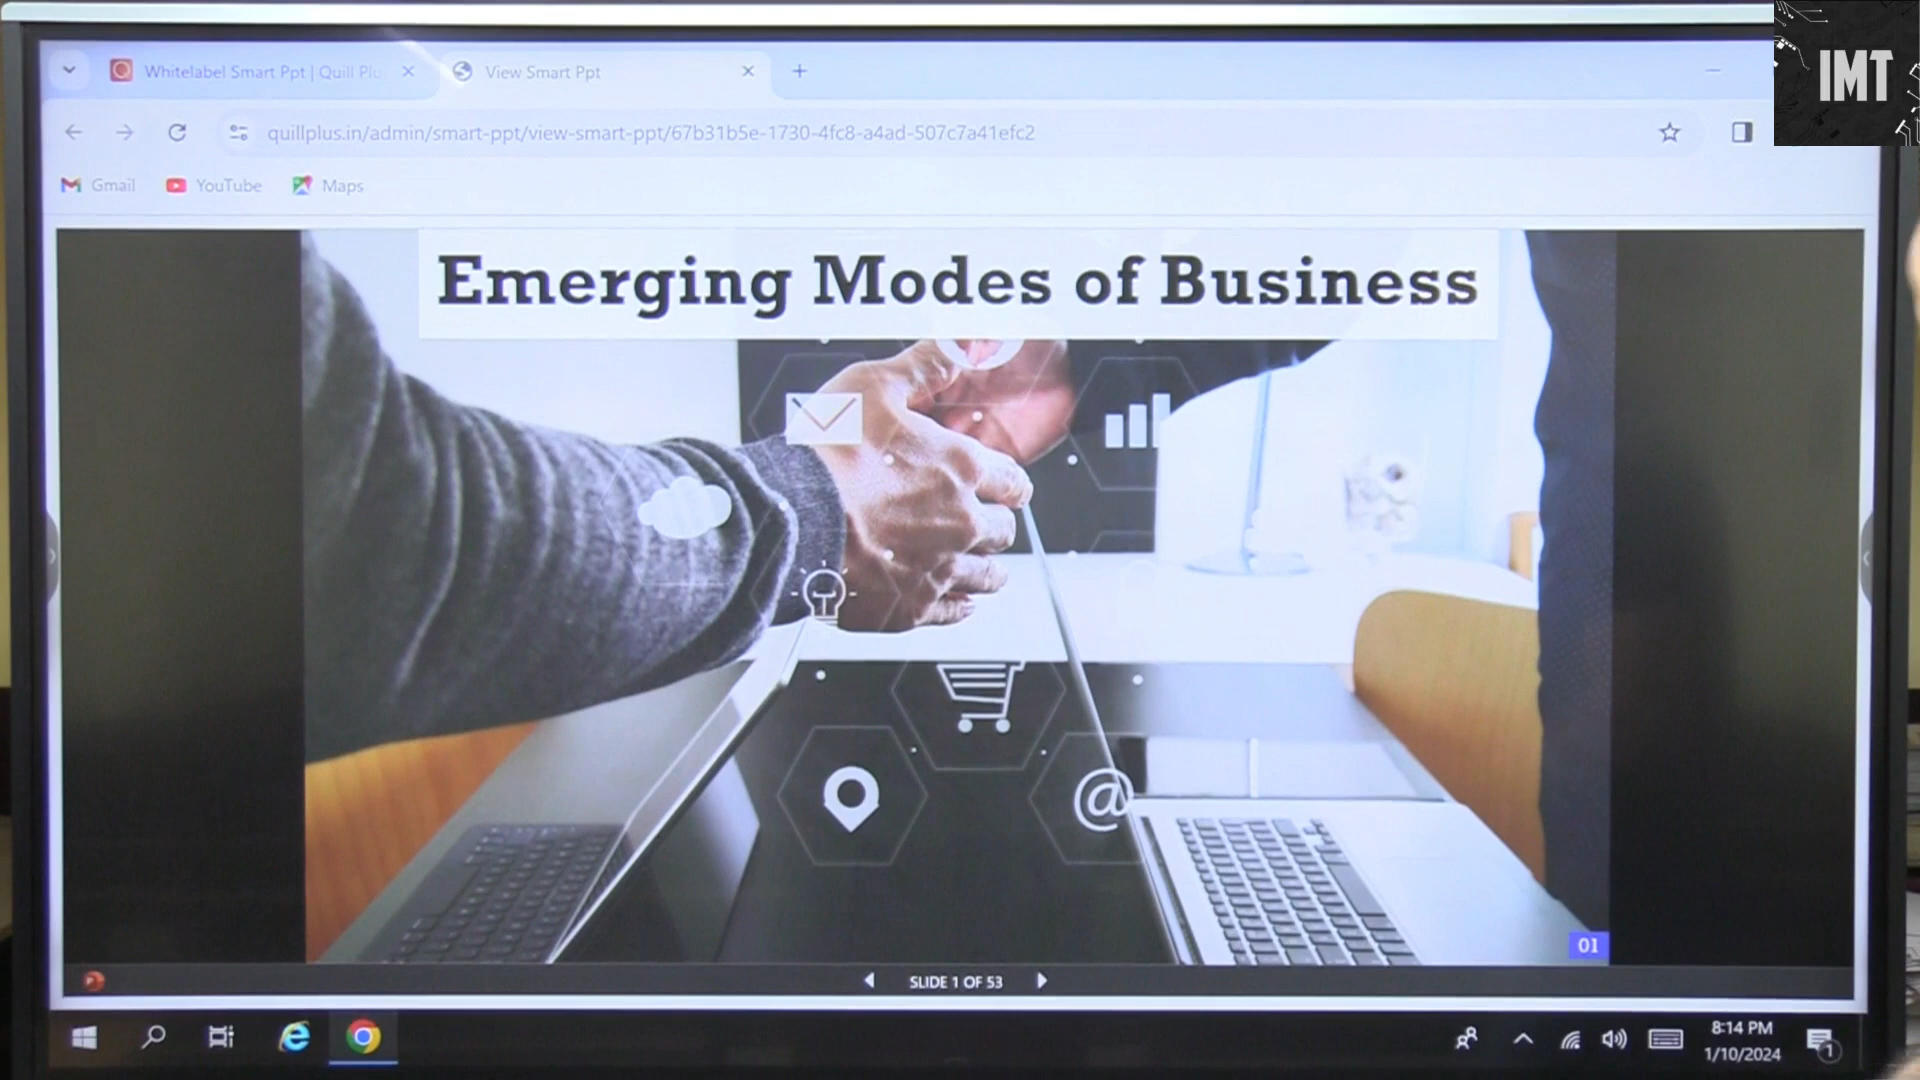 IMT
Whitelabel Smart Ppt | Quill Plu
View Smart Ppt
quillplus.in/admin/smart-ppt/view-smart-ppt/67b31b5e-1730-4fc8-a4ad-507c7a41efc2
Gmail
YouTube
Maps
Emerging Modes of Business
@
01
SLIDE 1 OF 53
8:14 PM
1/10/2024
1